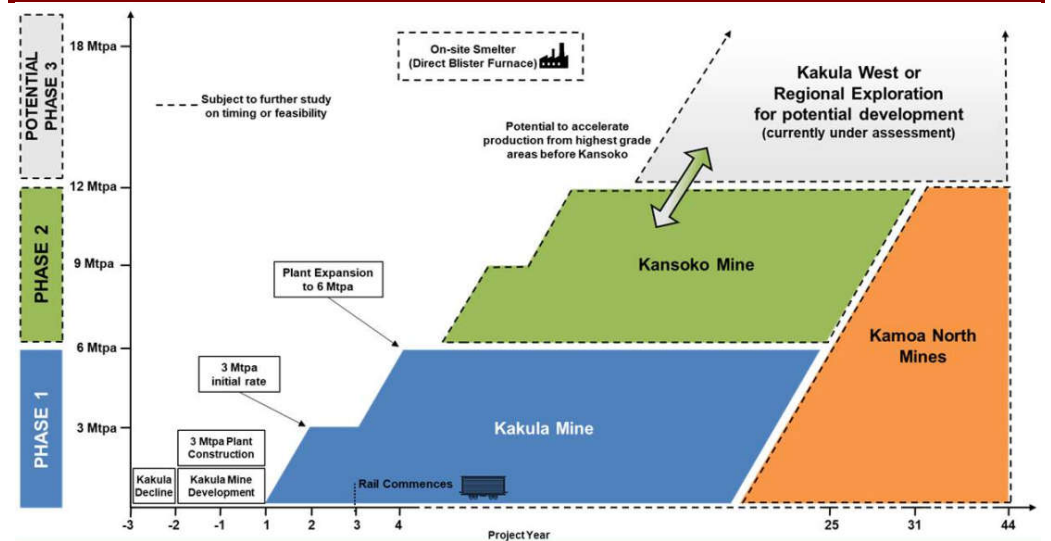 POTENTIAL
PHASE 3
PHASE 2
PHASE 1
18 Mtpa
12 Mtpa
9 Mtpa
6 Mtpa
3 Mtpa
On-site Smelter
(Direct Blister Furnace)
Subject to further study
on timing or feasibility
Potential to accelerate
production from highest grade
areas before Kansoko
Kakula West or
Regional Exploration
for potential development
(currently under assessment)
Kansoko Mine
Plant Expansion
to 6 Mtpa
Kamoa North
Mines
3 Mtpa
initial rate
Kakula Mine
3 Mtpa Plant
Construction
Kakula
Decline
Kakula Mine
Development
Rail Commences
-3 -2 -1 1 2 3 4 25 31 44
Project Year